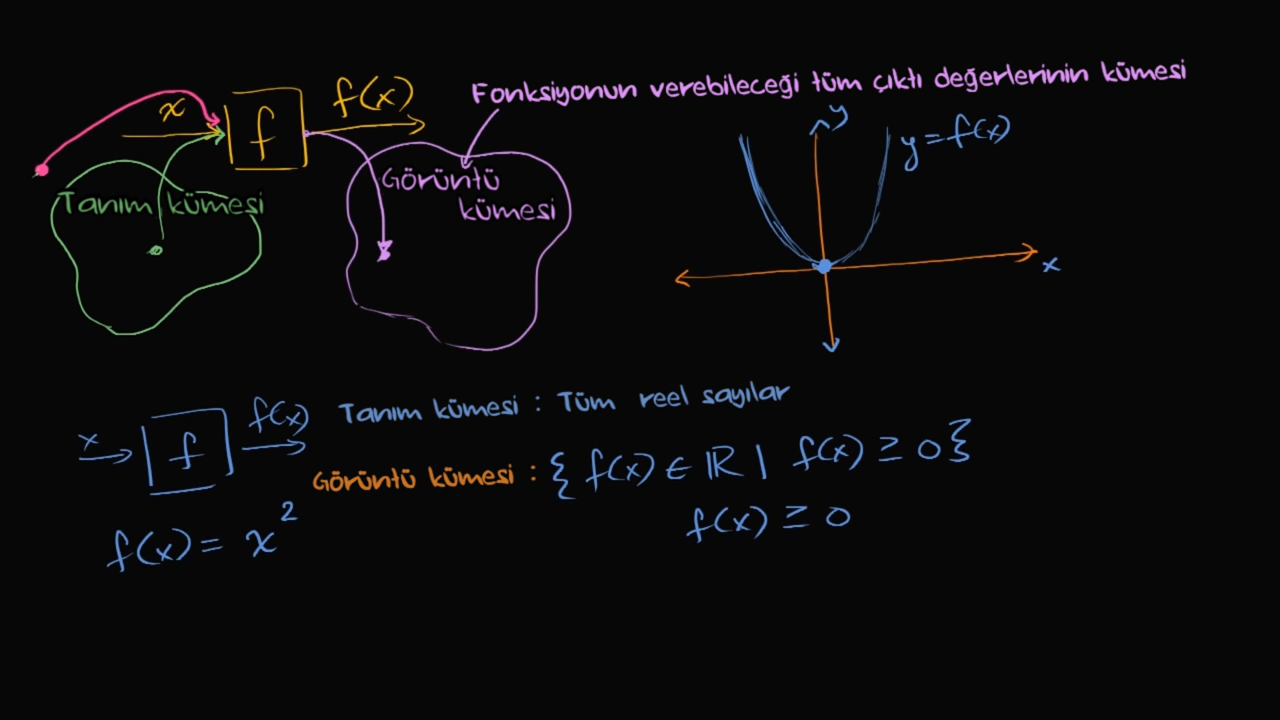 Fonksiyonun verebileceği tüm çıktı değerlerinin kümesi
x
f
f(x)
y
y=f(x)
Tanım kümesi
Görüntü
kümesi
x
x
f
f(x)
Tanım kümesi : Tüm reel sayılar
Görüntü kümesi : { f(x) ∈ ℝ | f(x) ≥ 0 }
f(x) = x²
f(x) ≥ 0